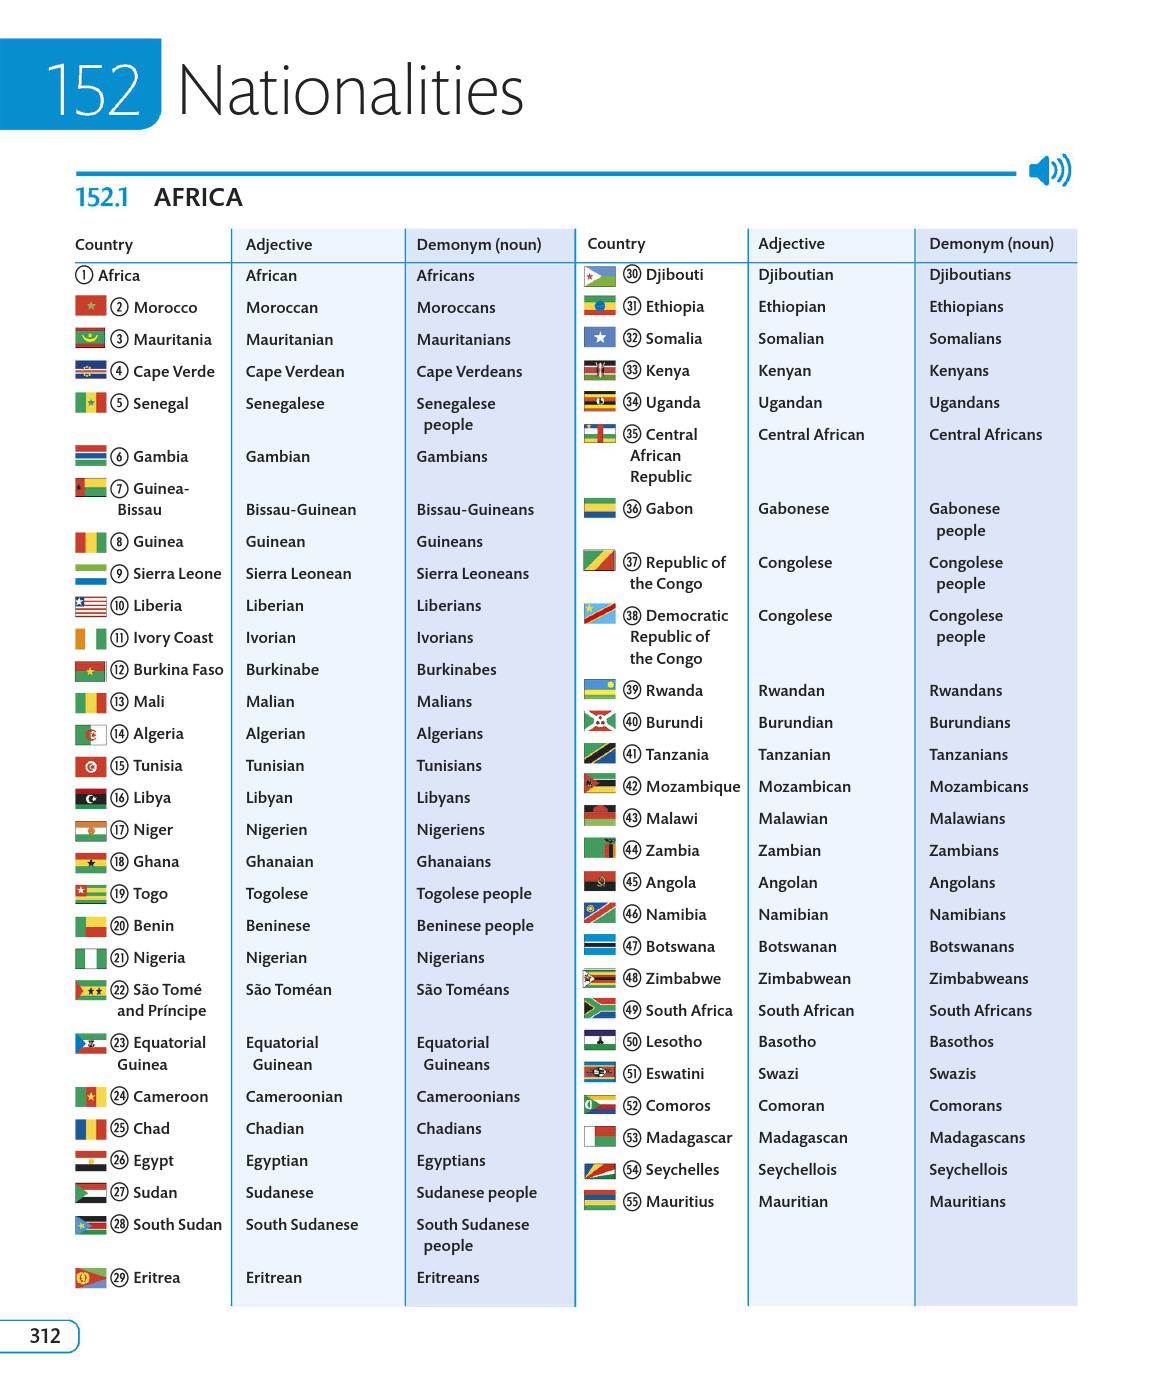 152 Nationalities
152.1 AFRICA
Country Adjective Demonym (noun)
① Africa African Africans
② Morocco Moroccan Moroccans
③ Mauritania Mauritanian Mauritanians
④ Cape Verde Cape Verdean Cape Verdeans
⑤ Senegal Senegalese Senegalese
people
⑥ Gambia Gambian Gambians
⑦ Guinea-
Bissau Bissau-Guinean Bissau-Guineans
⑧ Guinea Guinean Guineans
⑨ Sierra Leone Sierra Leonean Sierra Leoneans
⑩ Liberia Liberian Liberians
⑪ Ivory Coast Ivorian Ivorians
⑫ Burkina Faso Burkinabe Burkinabes
⑬ Mali Malian Malians
⑭ Algeria Algerian Algerians
⑮ Tunisia Tunisian Tunisians
⑯ Libya Libyan Libyans
⑰ Niger Nigerien Nigeriens
⑱ Ghana Ghanaian Ghanaians
⑲ Togo Togolese Togolese people
⑳ Benin Beninese Beninese people
㉑ Nigeria Nigerian Nigerians
㉒ São Tomé São Toméan São Toméans
and Príncipe
㉓ Equatorial Equatorial Equatorial
Guinea Guinean Guineans
㉔ Cameroon Cameroonian Cameroonians
㉕ Chad Chadian Chadians
㉖ Egypt Egyptian Egyptians
㉗ Sudan Sudanese Sudanese people
㉘ South Sudan South Sudanese South Sudanese
people
㉙ Eritrea Eritrean Eritreans
Country Adjective Demonym (noun)
㉚ Djibouti Djiboutian Djiboutians
㉛ Ethiopia Ethiopian Ethiopians
㉜ Somalia Somalian Somalians
㉝ Kenya Kenyan Kenyans
㉞ Uganda Ugandan Ugandans
㉟ Central Central African Central Africans
African
Republic
㊱ Gabon Gabonese Gabonese
people
㊲ Republic of Congolese Congolese
the Congo people
㊳ Democratic Congolese Congolese
Republic of people
the Congo
㊴ Rwanda Rwandan Rwandans
㊵ Burundi Burundian Burundians
㊶ Tanzania Tanzanian Tanzanians
㊷ Mozambique Mozambican Mozambicans
㊸ Malawi Malawian Malawians
㊹ Zambia Zambian Zambians
㊺ Angola Angolan Angolans
㊻ Namibia Namibian Namibians
㊼ Botswana Botswanan Botswanans
㊽ Zimbabwe Zimbabwean Zimbabweans
㊾ South Africa South African South Africans
㊿ Lesotho Basotho Basothos
51 Eswatini Swazi Swazis
52 Comoros Comoran Comorans
53 Madagascar Madagascan Madagascans
54 Seychelles Seychellois Seychellois
55 Mauritius Mauritian Mauritians
312